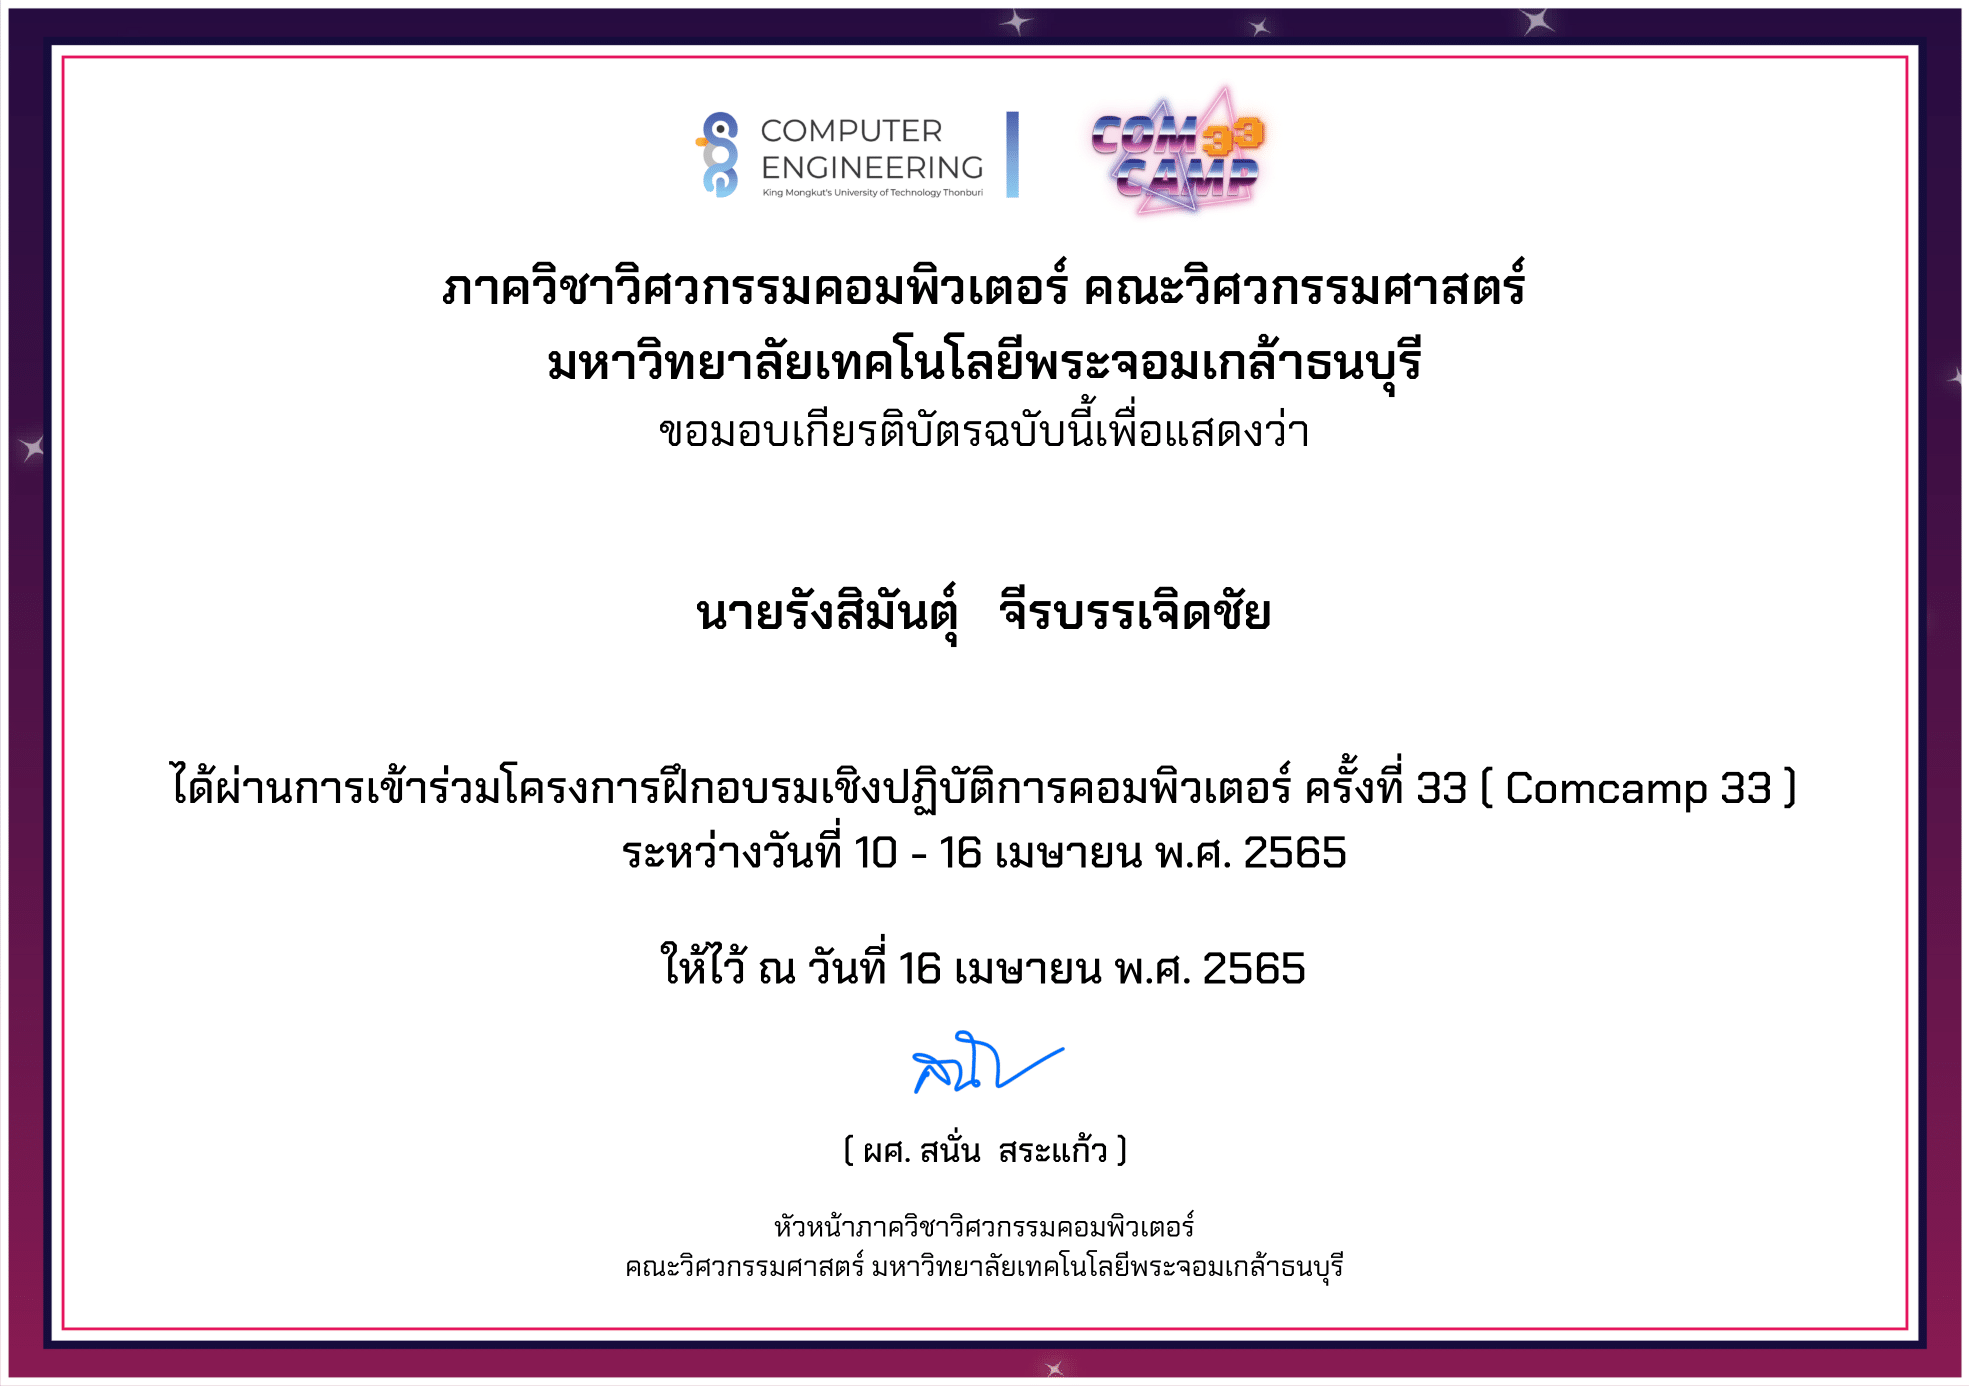 COMPUTER
ENGINEERING
King Mongkut's University of Technology Thonburi
COM 33
CAMP
ภาควิชาวิศวกรรมคอมพิวเตอร์ คณะวิศวกรรมศาสตร์
มหาวิทยาลัยเทคโนโลยีพระจอมเกล้าธนบุรี
ขอมอบเกียรติบัตรฉบับนี้เพื่อแสดงว่า
นายรังสิมันตุ์ จีรบรรเจิดชัย
ได้ผ่านการเข้าร่วมโครงการฝึกอบรมเชิงปฏิบัติการคอมพิวเตอร์ ครั้งที่ 33 ( Comcamp 33 )
ระหว่างวันที่ 10 - 16 เมษายน พ.ศ. 2565
ให้ไว้ ณ วันที่ 16 เมษายน พ.ศ. 2565
( ผศ. สนั่น สระแก้ว )
หัวหน้าภาควิชาวิศวกรรมคอมพิวเตอร์
คณะวิศวกรรมศาสตร์ มหาวิทยาลัยเทคโนโลยีพระจอมเกล้าธนบุรี